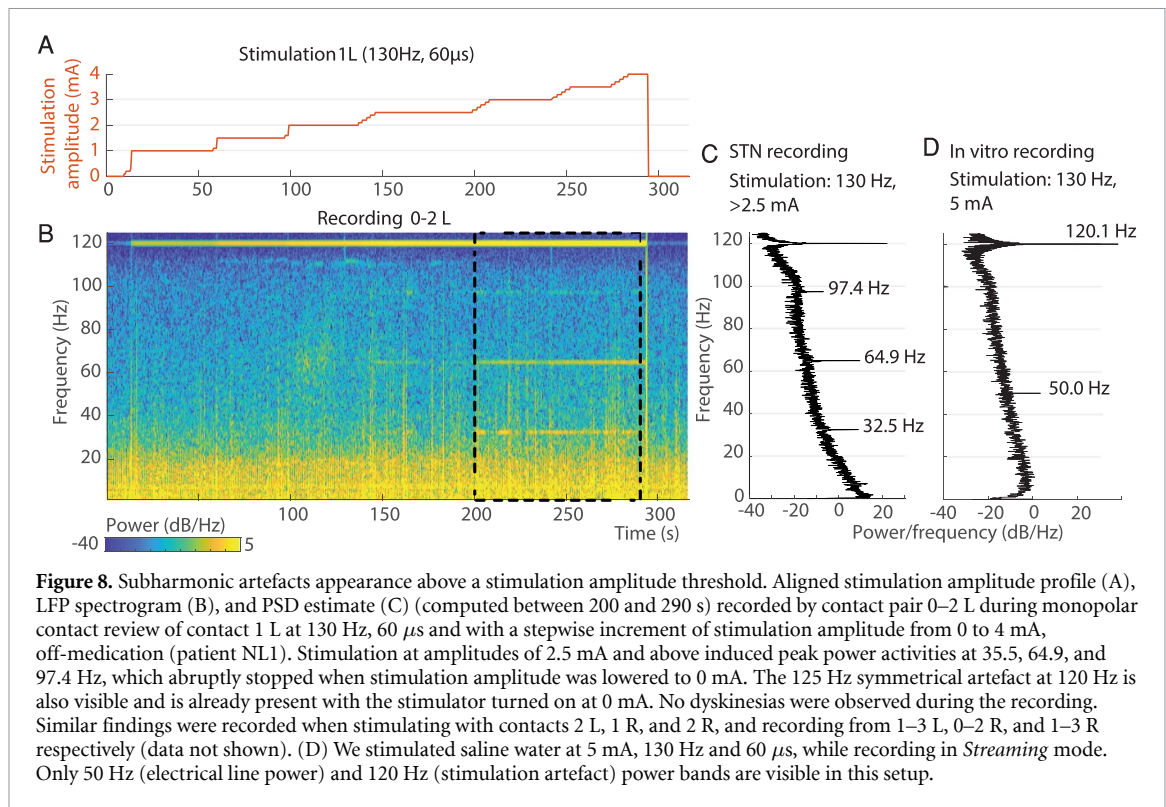 A
Stimulation1L (130Hz, 60µs)
Stimulation
amplitude (mA)
4
3
2
1
0
0
50
100
150
200
250
300
Recording 0-2 L
B
Frequency (Hz)
120
100
80
60
40
20
100
150
200
250
300
Time (s)
Power (dB/Hz)
-40
5
C STN recording
Stimulation: 130 Hz,
>2.5 mA
Frequency (Hz)
120
100
80
60
40
20
0
97.4 Hz
64.9 Hz
32.5 Hz
-40
-20
0
20
D In vitro recording
Stimulation: 130 Hz,
5 mA
120
100
80
60
40
20
0
120.1 Hz
50.0 Hz
-40
-20
0
20
Power/frequency (dB/Hz)
Figure 8. Subharmonic artefacts appearance above a stimulation amplitude threshold. Aligned stimulation amplitude profile (A),
LFP spectrogram (B), and PSD estimate (C) (computed between 200 and 290 s) recorded by contact pair 0–2 L during monopolar
contact review of contact 1 L at 130 Hz, 60 µs and with a stepwise increment of stimulation amplitude from 0 to 4 mA,
off-medication (patient NL1). Stimulation at amplitudes of 2.5 mA and above induced peak power activities at 35.5, 64.9, and
97.4 Hz, which abruptly stopped when stimulation amplitude was lowered to 0 mA. The 125 Hz symmetrical artefact at 120 Hz is
also visible and is already present with the stimulator turned on at 0 mA. No dyskinesias were observed during the recording.
Similar findings were recorded when stimulating with contacts 2 L, 1 R, and 2 R, and recording from 1–3 L, 0–2 R, and 1–3 R
respectively (data not shown). (D) We stimulated saline water at 5 mA, 130 Hz and 60 µs, while recording in Streaming mode.
Only 50 Hz (electrical line power) and 120 Hz (stimulation artefact) power bands are visible in this setup.